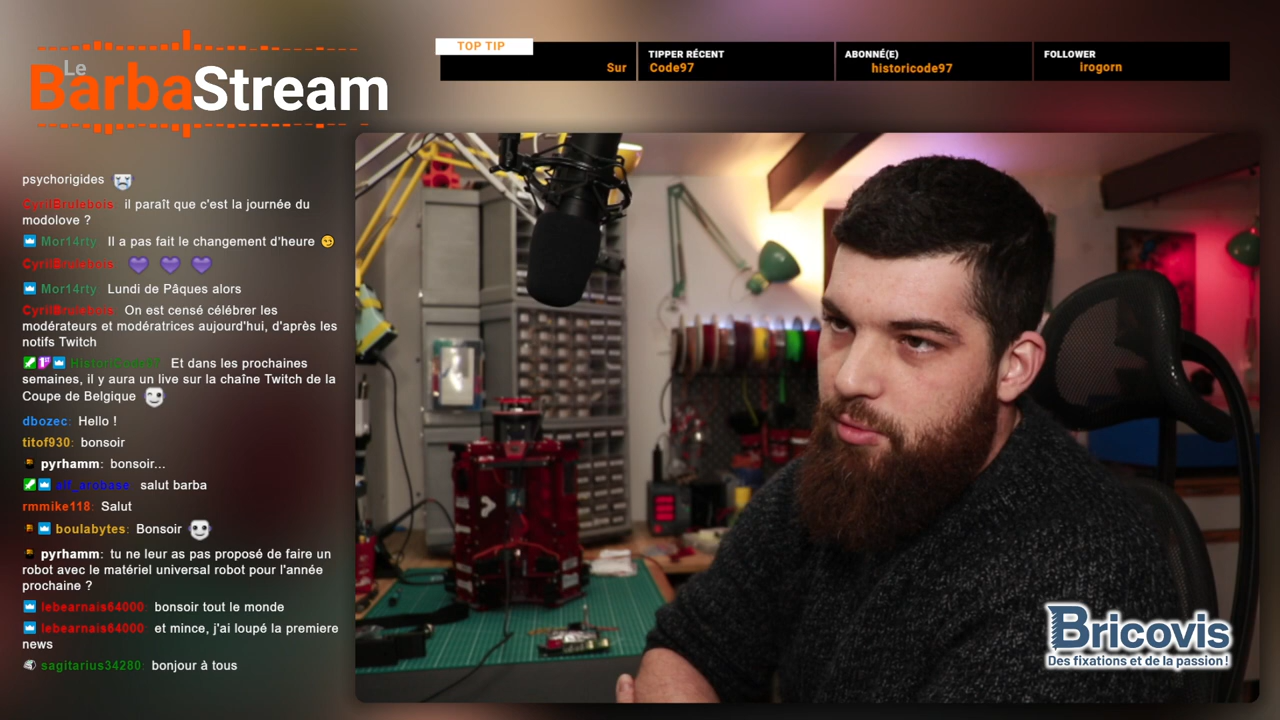 Le
BarbaStream
TOP TIP
Sur
TIPPER RÉCENT
Code97
ABONNÉ(E)
historicode97
FOLLOWER
irogorn
psychorigides
CyrilBrulebois: il paraît que c'est la journée du
modolove ?
Mor14rty: Il a pas fait le changement d'heure
CyrilBrulebois:
Mor14rty: Lundi de Pâques alors
CyrilBrulebois: On est censé célébrer les
modérateurs et modératrices aujourd'hui, d'après les
notifs Twitch
HistoriCode97: Et dans les prochaines
semaines, il y aura un live sur la chaîne Twitch de la
Coupe de Belgique
dbozec: Hello !
titof930: bonsoir
pyrhamm: bonsoir...
alf_arobase: salut barba
rmmike118: Salut
boulabytes: Bonsoir
pyrhamm: tu ne leur as pas proposé de faire un
robot avec le matériel universal robot pour l'année
prochaine ?
lebearnais64000: bonsoir tout le monde
lebearnais64000: et mince, j'ai loupé la premiere
news
sagitarius34280: bonjour à tous
Bricovis
Des fixations et de la passion !